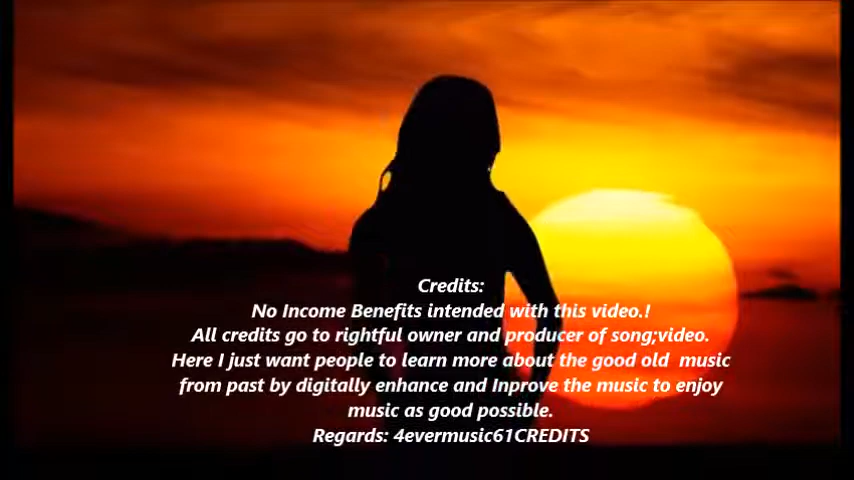 Credits:
No Income Benefits intended with this video.!
All credits go to rightful owner and producer of song;video.
Here I just want people to learn more about the good old  music
from past by digitally enhance and Inprove the music to enjoy
music as good possible.
Regards: 4evermusic61CREDITS